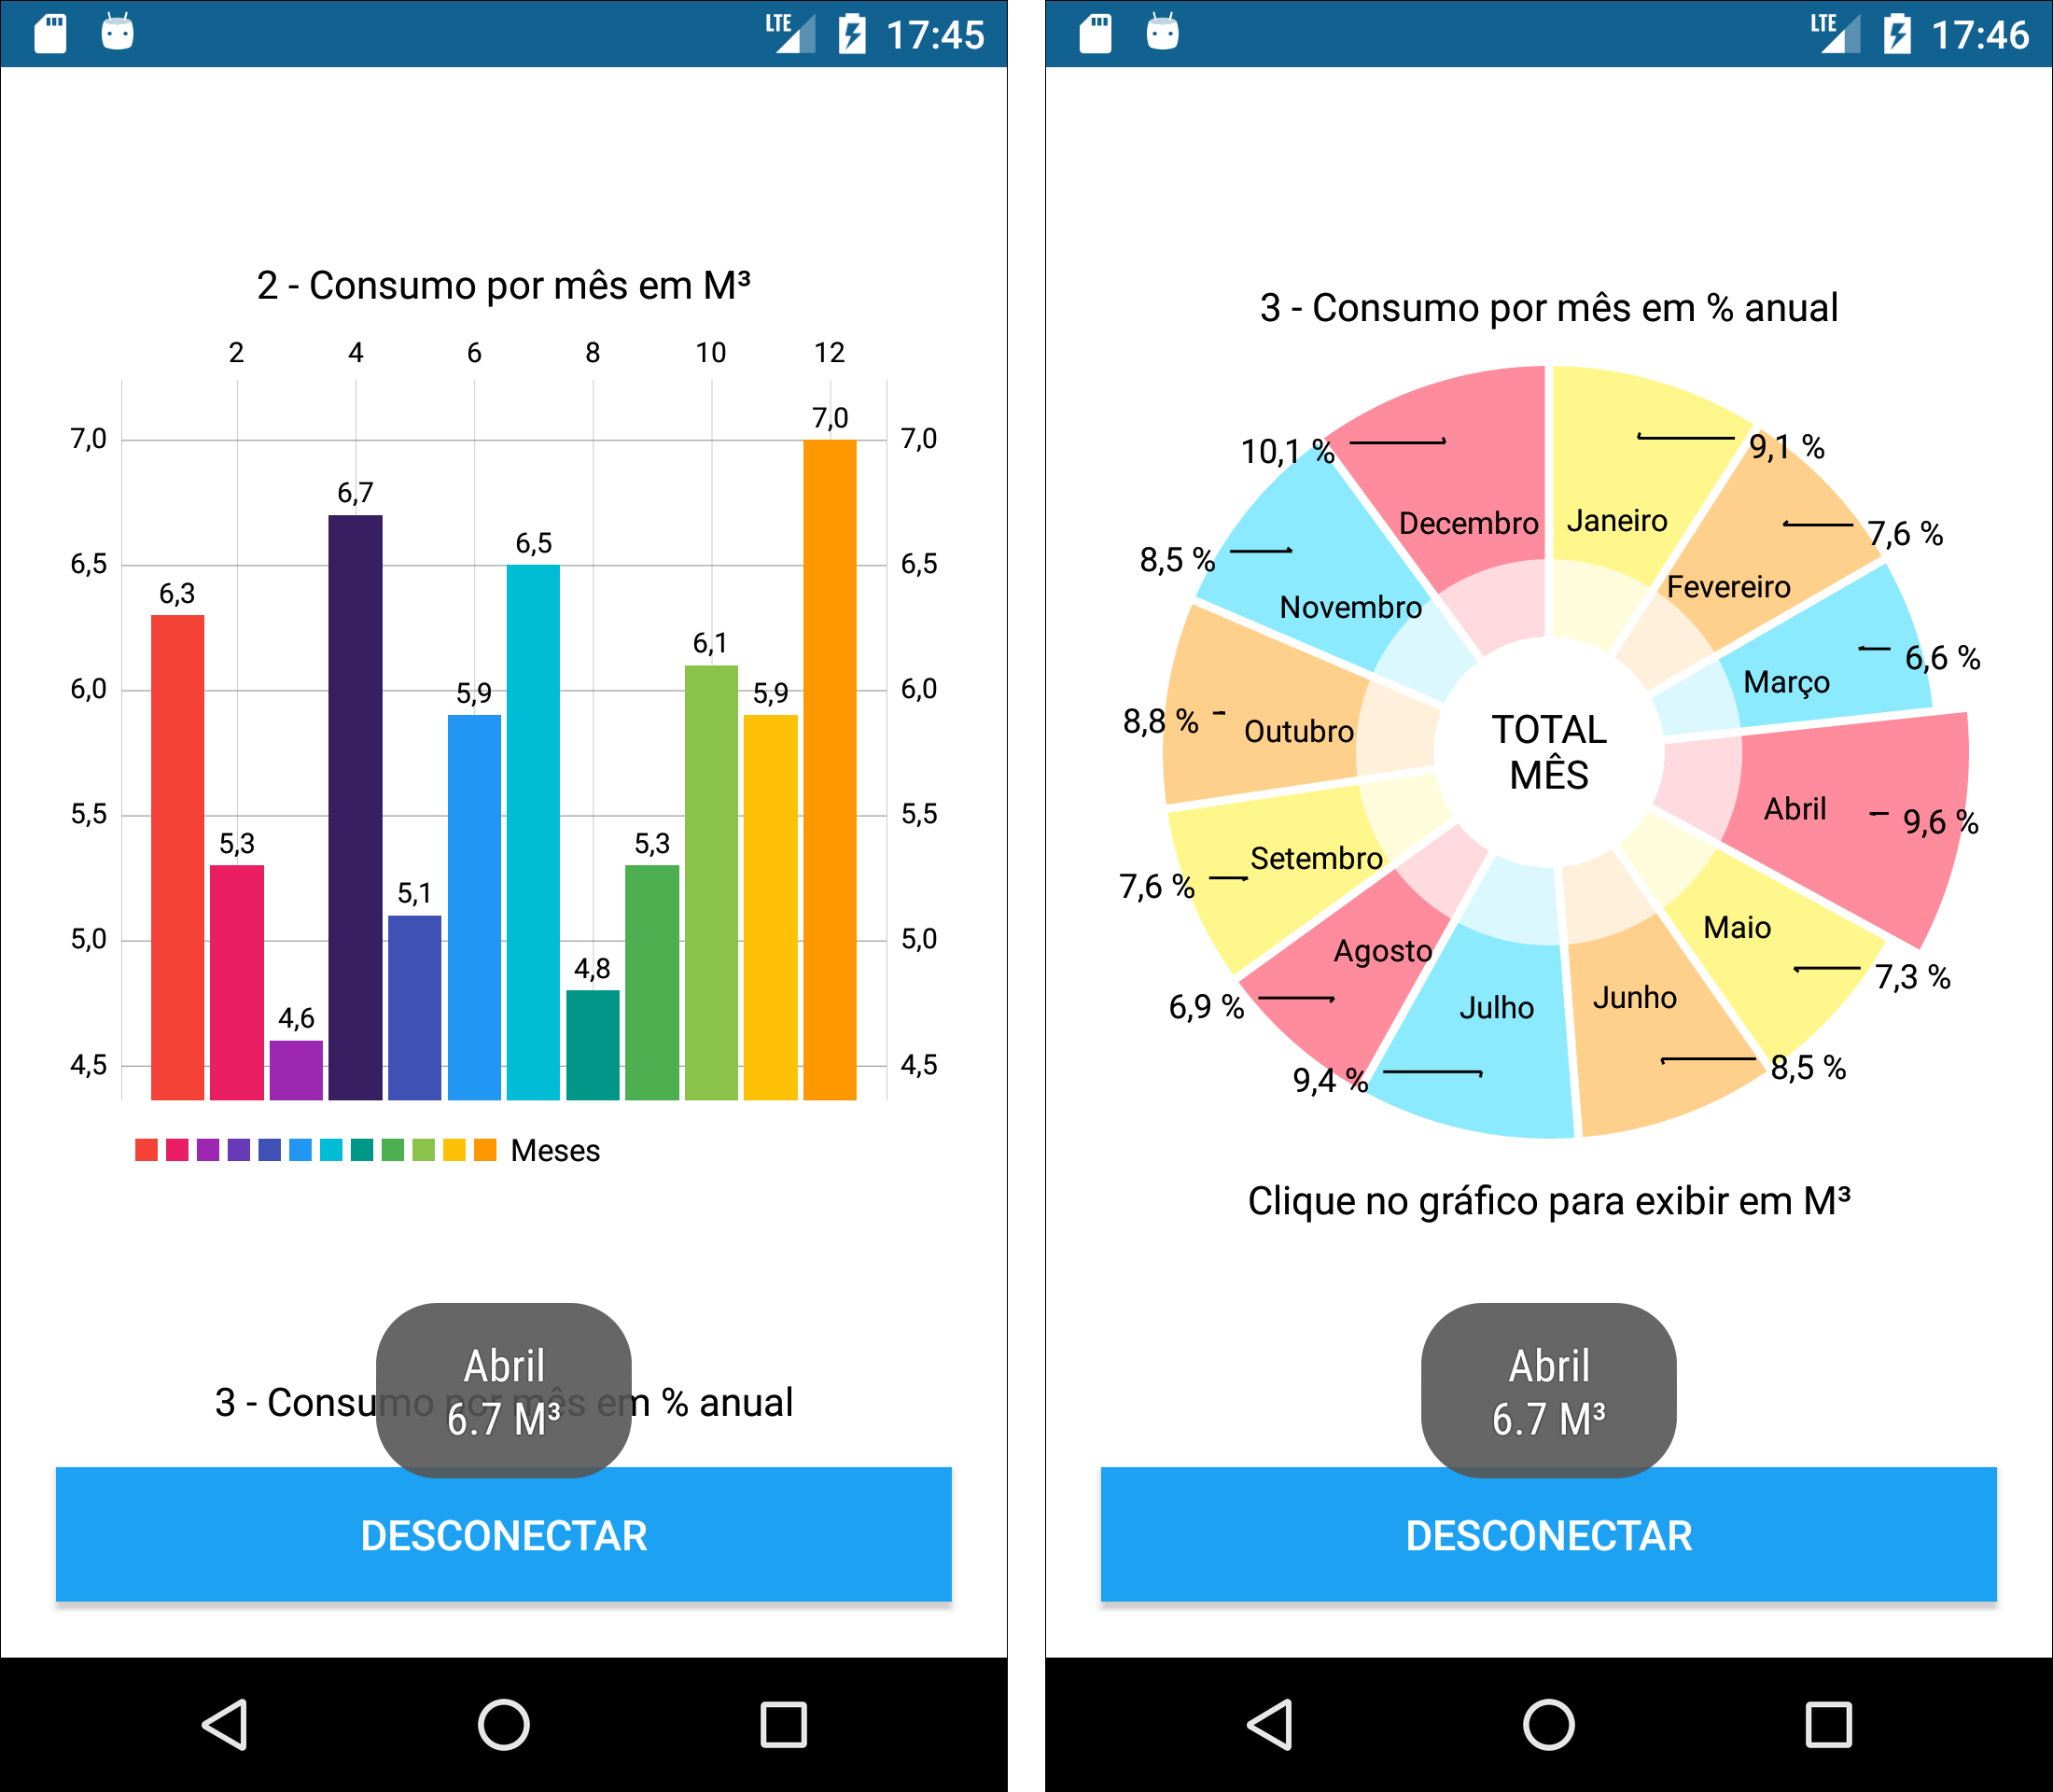 LTE 17:45
2 - Consumo por mês em M³
2 4 6 8 10 12
7,0 7,0 7,0
6,7
6,5 6,5 6,5
6,3
6,1
6,0 5,9 5,9 6,0
5,5 5,5
5,3 5,3
5,1
5,0 5,0
4,8
4,6
4,5 4,5
Meses
3 - Consumo por mês em % anual
Abril
6.7 M³
DESCONECTAR
LTE 17:46
3 - Consumo por mês em % anual
10,1 % 9,1 %
Decembro Janeiro
8,5 % 7,6 %
Novembro Fevereiro
6,6 %
Março
8,8 % Outubro
TOTAL
MÊS
Abril 9,6 %
Setembro
7,6 %
Maio
Agosto 7,3 %
6,9 % Julho Junho
9,4 % 8,5 %
Clique no gráfico para exibir em M³
Abril
6.7 M³
DESCONECTAR